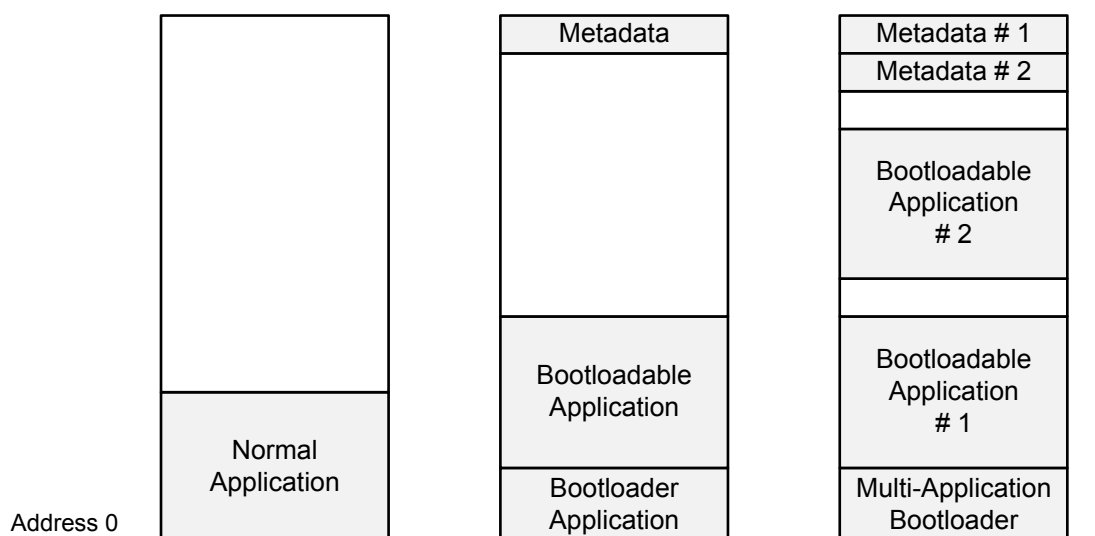 Metadata
Metadata # 1
Metadata # 2
Bootloadable
Application
# 2
Bootloadable
Application
Bootloadable
Application
# 1
Normal
Application
Address 0
Bootloader
Application
Multi-Application
Bootloader